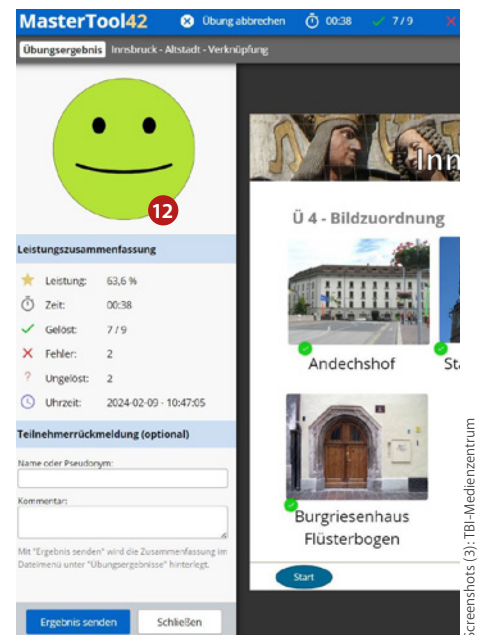 MasterTool42 Übung abbrechen 00:38 7 / 9
Übungsergebnis Innsbruck - Altstadt - Verknüpfung
12
Leistungszusammenfassung
Leistung: 63,6 %
Zeit: 00:38
Gelöst: 7 / 9
Fehler: 2
? Ungelöst: 2
Uhrzeit: 2024-02-09 - 10:47:05
Teilnehmerrückmeldung (optional)
Name oder Pseudonym:
Kommentar:
Mit "Ergebnis senden" wird die Zusammenfassung im
Dateimenü unter "Übungsergebnisse" hinterlegt.
Ergebnis senden Schließen
Inn
Ü 4 - Bildzuordnung
Andechshof
St
Burgriesenhaus
Flüsterbogen
Start
Screenshots (3): TBI-Medienzentrum